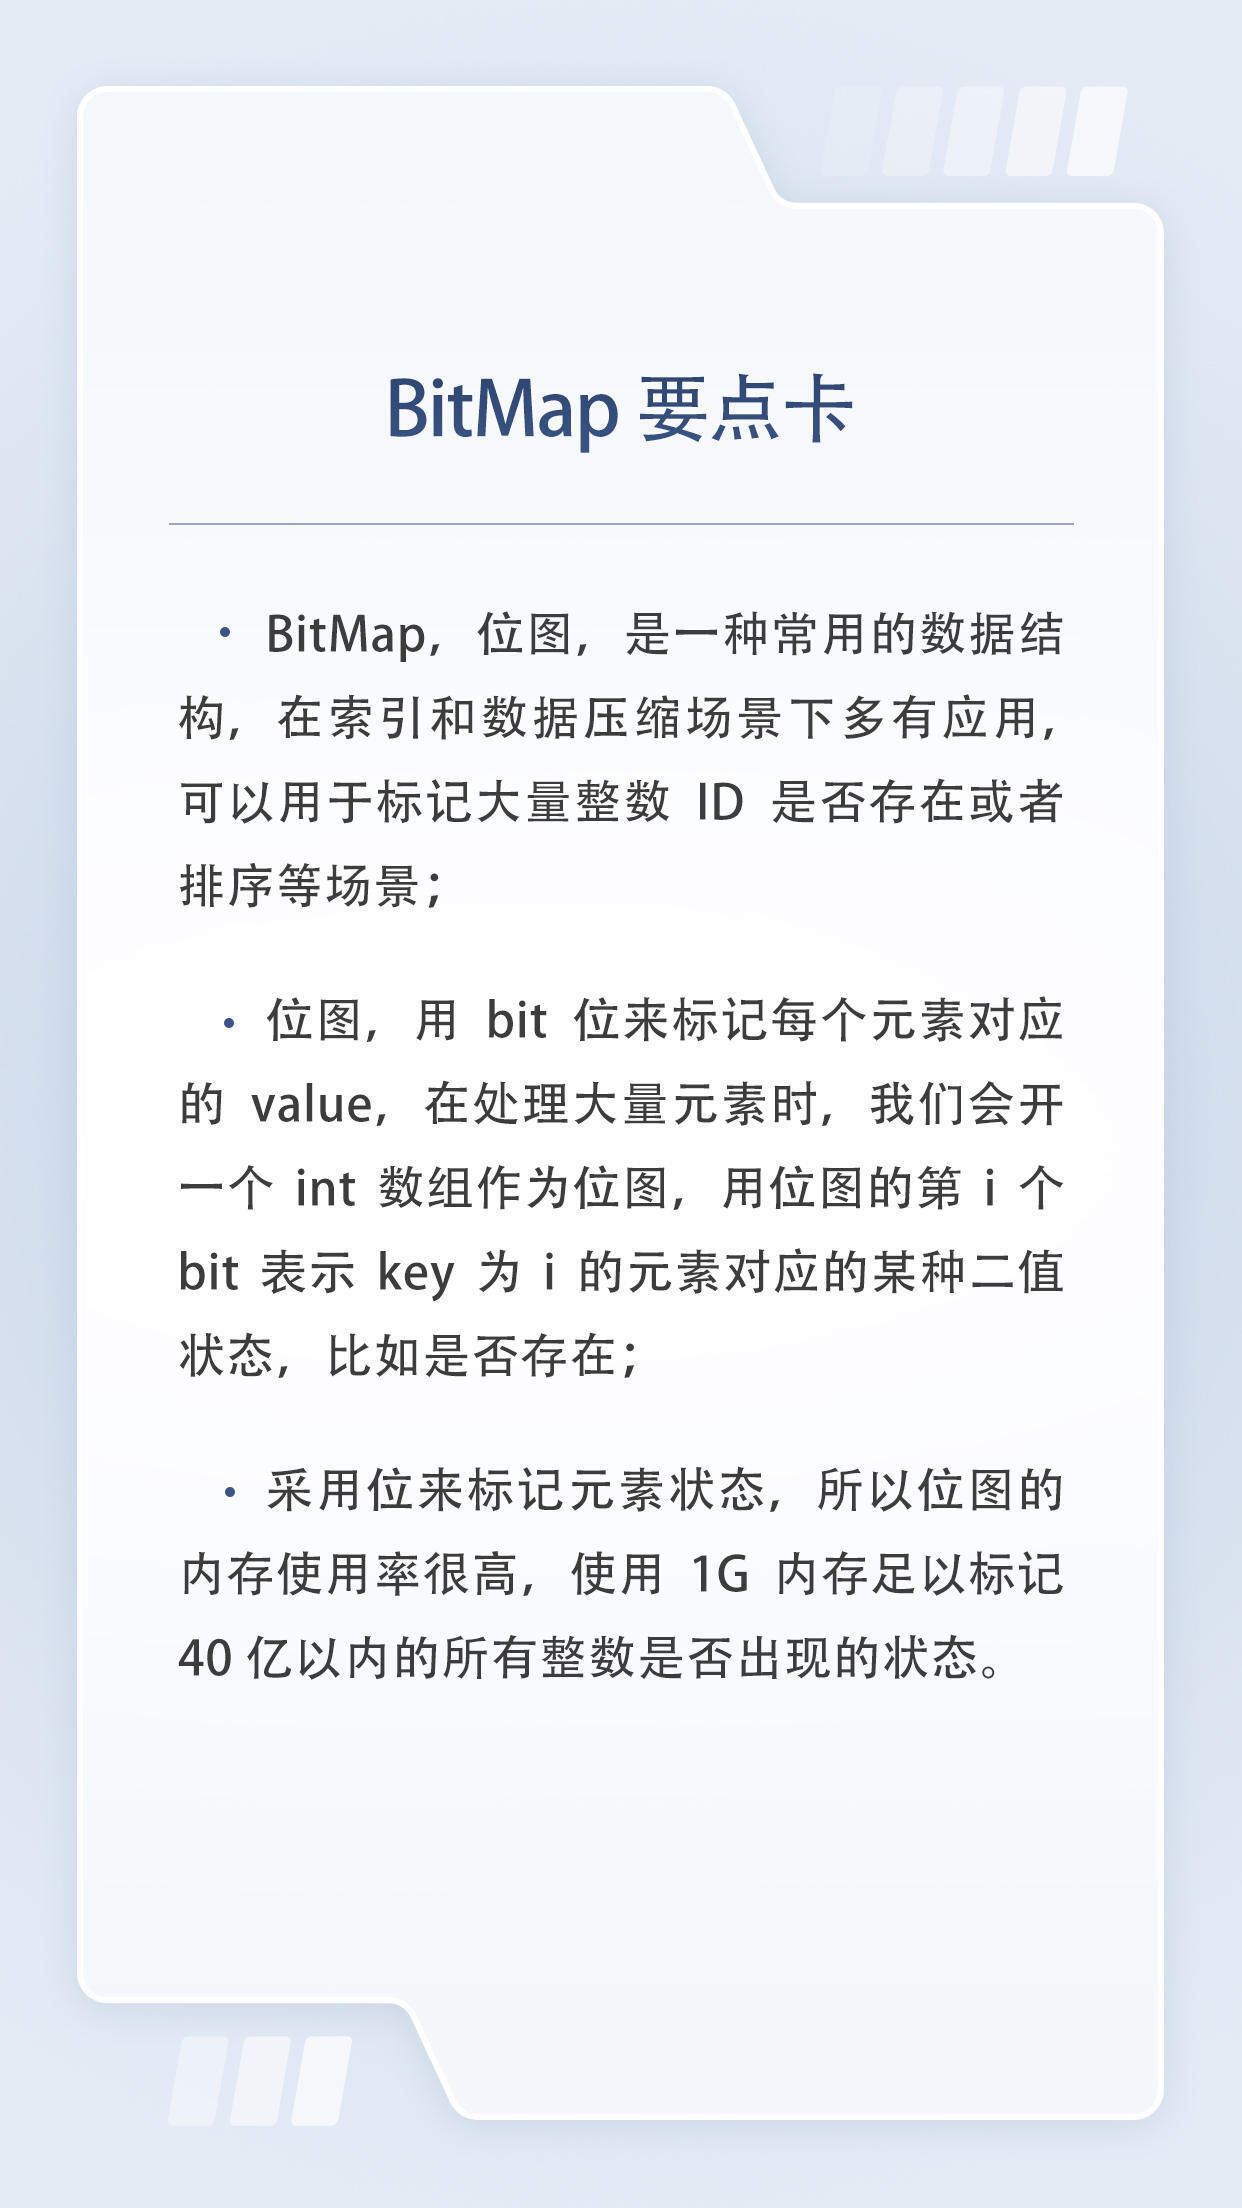 BitMap 要点卡
• BitMap，位图，是一种常用的数据结
构，在索引和数据压缩场景下多有应用，
可以用于标记大量整数 ID 是否存在或者
排序等场景；
• 位图，用 bit 位来标记每个元素对应
的 value，在处理大量元素时，我们会开
一个 int 数组作为位图，用位图的第 i 个
bit 表示 key 为 i 的元素对应的某种二值
状态，比如是否存在；
• 采用位来标记元素状态，所以位图的
内存使用率很高，使用 1G 内存足以标记
40 亿以内的所有整数是否出现的状态。